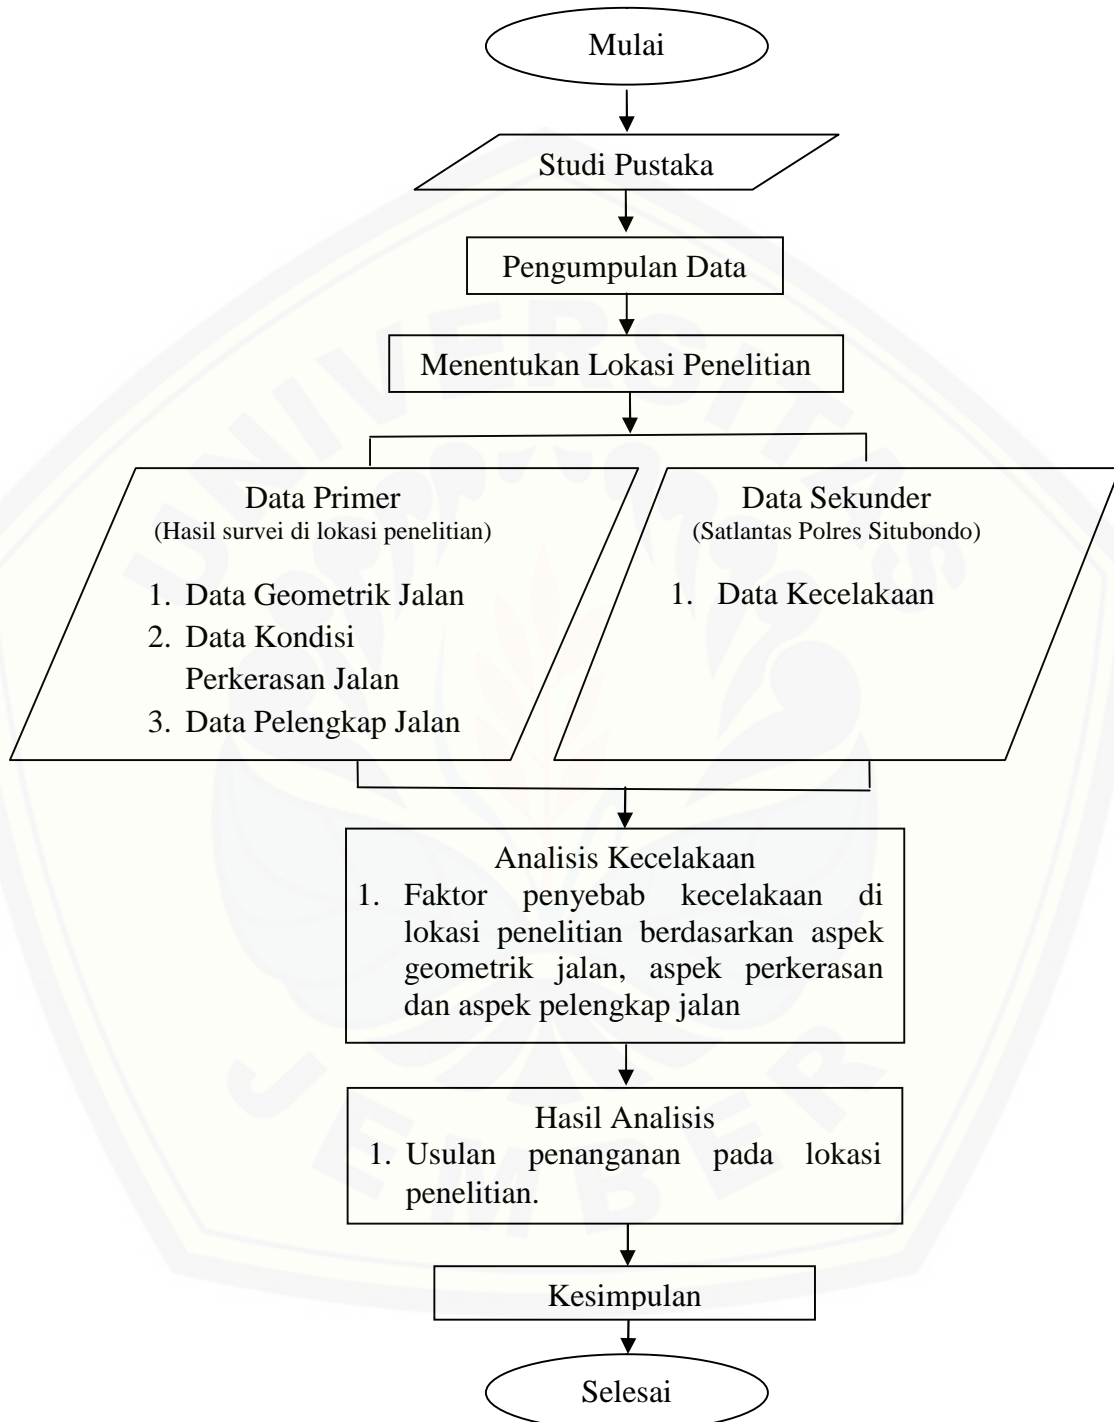 Mulai
Studi Pustaka
Pengumpulan Data
Menentukan Lokasi Penelitian
Data Primer
(Hasil survei di lokasi penelitian)
1. Data Geometrik Jalan
2. Data Kondisi
Perkerasan Jalan
3. Data Pelengkap Jalan
Data Sekunder
(Satlantas Polres Situbondo)
1. Data Kecelakaan
Analisis Kecelakaan
1. Faktor penyebab kecelakaan di
lokasi penelitian berdasarkan aspek
geometrik jalan, aspek perkerasan
dan aspek pelengkap jalan
Hasil Analisis
1. Usulan penanganan pada lokasi
penelitian.
Kesimpulan
Selesai
UNIVERSITAS
JEMBER